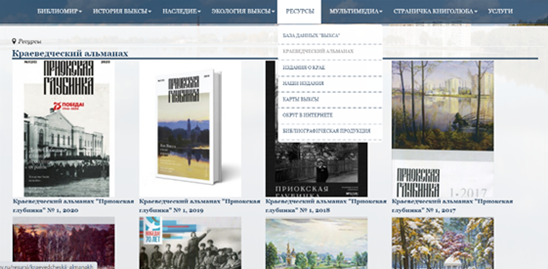 БИБЛИОМИР ИСТОРИЯ ВЫКСЫ НАСЛЕДИЕ ЭКОЛОГИЯ ВЫКСЫ РЕСУРСЫ МУЛЬТИМЕДИА СТРАНИЧКА КНИГОЛЮБА УСЛУГИ
Ресурсы
Краеведческий альманах
БАЗА ДАННЫХ "ВЫКСА"
КРАЕВЕДЧЕСКИЙ АЛЬМАНАХ
ИЗДАНИЯ О КРАЕ
НАШИ ИЗДАНИЯ
КАРТЫ ВЫКСЫ
ОКРУГ В ИНТЕРНЕТЕ
БИБЛИОГРАФИЧЕСКАЯ ПРОДУКЦИЯ
2020
ПРИОКСКАЯ
ГЛУБИНКА
ПОБЕДА!
ПРИОКСКАЯ
ГЛУБИНКА
ПРИОКСКАЯ
ГЛУБИНКА
ПРИОКСКАЯ
ГЛУБИНКА 1-2017
Краеведческий альманах "Приокская
глубинка" № 1, 2020
Краеведческий альманах "Приокская
глубинка" № 1, 2019
Краеведческий альманах "Приокская
глубинка" № 1, 2018
Краеведческий альманах "Приокская
глубинка" № 1, 2017